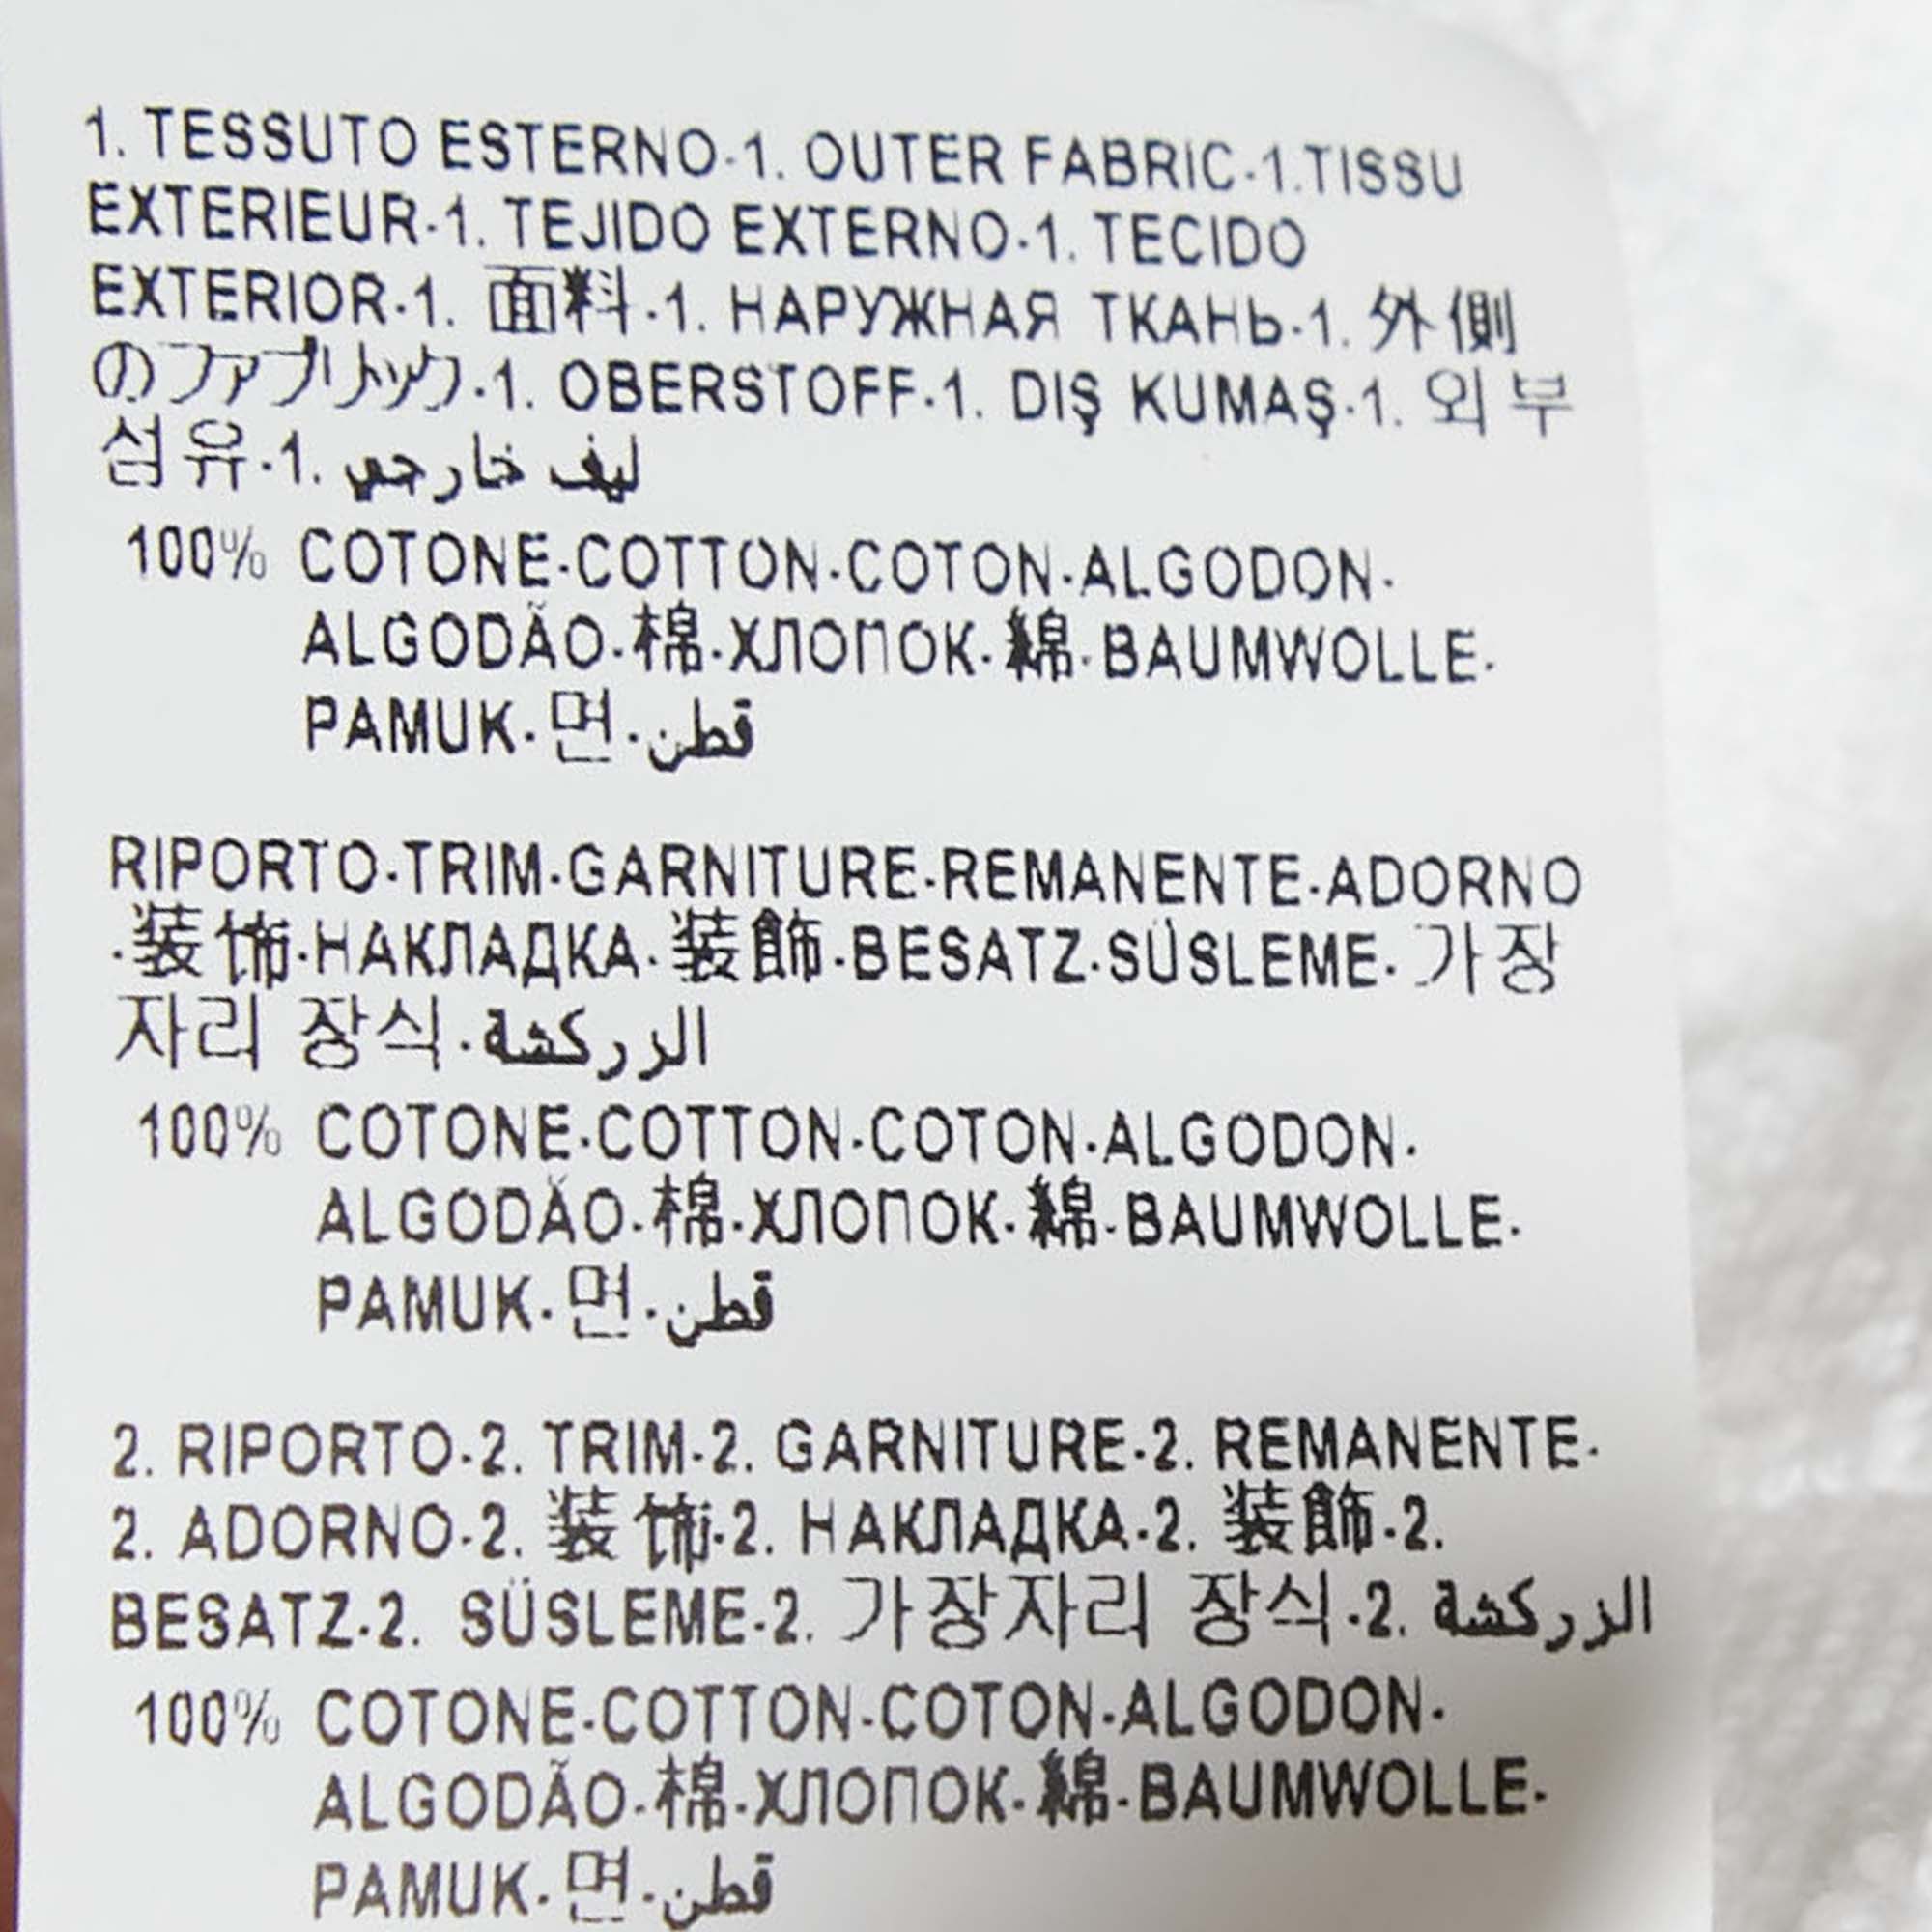 1. TESSUTO ESTERNO-1. OUTER FABRIC-1.TISSU
EXTERIEUR-1. TEJIDO EXTERNO-1. TECIDO
EXTERIOR-1. 面料-1. НАРУЖНАЯ ТКАНЬ-1. 外側
のファブリック-1. OBERSTOFF-1. DIŞ KUMAŞ-1. 외부
섬유-1. ليف خارجي
100% COTONE-COTTON-COTON-ALGODON-
ALGODÃO-棉-ХЛОПОК-綿-BAUMWOLLE-
PAMUK-면-قطن
RIPORTO-TRIM-GARNITURE-REMANENTE-ADORNO
-装饰-НАКЛАДКА-装飾-BESATZ-SÜSLEME-가장
자리 장식-الزركشة
100% COTONE-COTTON-COTON-ALGODON-
ALGODÃO-棉-ХЛОПОК-綿-BAUMWOLLE-
PAMUK-면-قطن
2. RIPORTO-2. TRIM-2. GARNITURE-2. REMANENTE-
2. ADORNO-2. 装饰-2. НАКЛАДКА-2. 装飾-2.
BESATZ-2. SÜSLEME-2. 가장자리 장식-2. الزركشة
100% COTONE-COTTON-COTON-ALGODON-
ALGODÃO-棉-ХЛОПОК-綿-BAUMWOLLE-
PAMUK-면-قطن